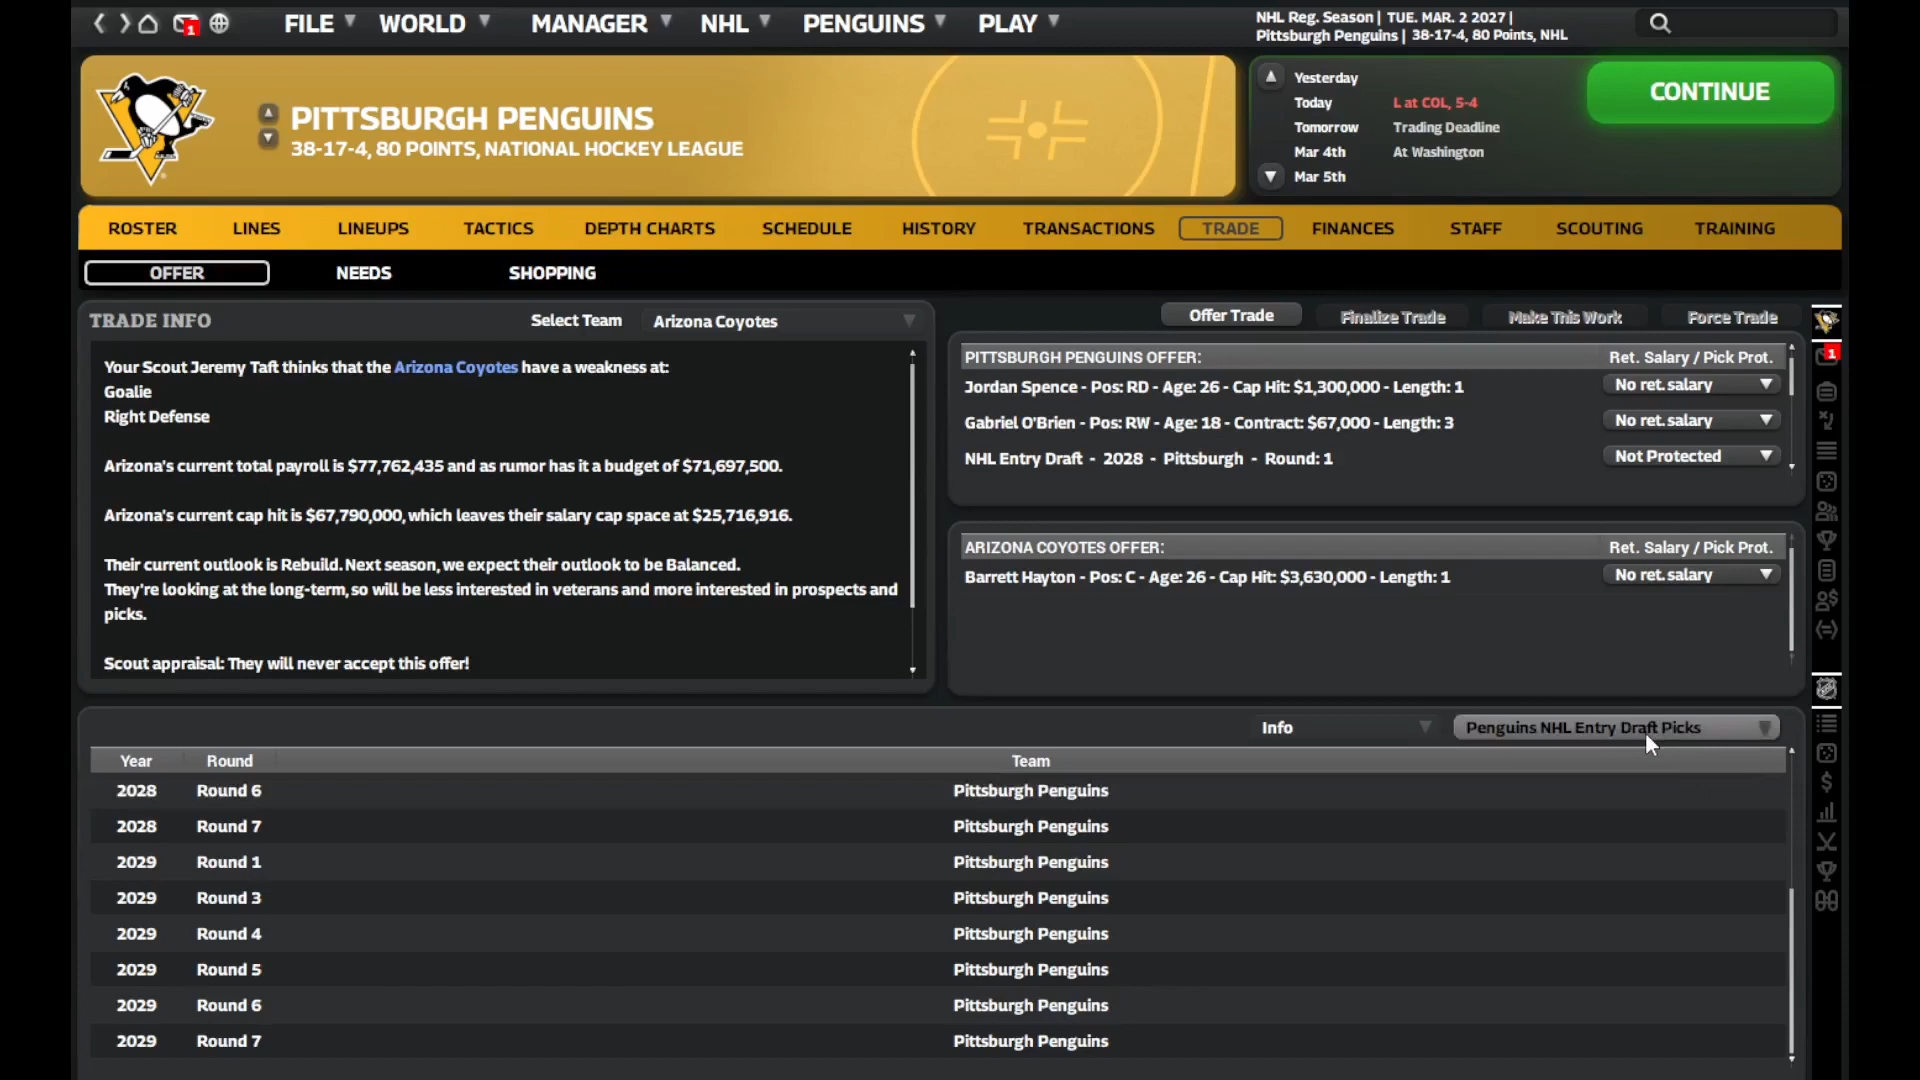 FILE WORLD MANAGER NHL PENGUINS PLAY
NHL Reg. Season | TUE. MAR. 2 2027 |
Pittsburgh Penguins | 38-17-4, 80 Points, NHL
1
PITTSBURGH PENGUINS
38-17-4, 80 POINTS, NATIONAL HOCKEY LEAGUE
Yesterday
Today L at COL, 5-4
Tomorrow Trading Deadline
Mar 4th At Washington
Mar 5th
CONTINUE
ROSTER LINES LINEUPS TACTICS DEPTH CHARTS SCHEDULE HISTORY TRANSACTIONS TRADE FINANCES STAFF SCOUTING TRAINING
OFFER NEEDS SHOPPING
TRADE INFO Select Team Arizona Coyotes
Your Scout Jeremy Taft thinks that the Arizona Coyotes have a weakness at:
Goalie
Right Defense
Arizona's current total payroll is $77,762,435 and as rumor has it a budget of $71,697,500.
Arizona's current cap hit is $67,790,000, which leaves their salary cap space at $25,716,916.
Their current outlook is Rebuild. Next season, we expect their outlook to be Balanced.
They're looking at the long-term, so will be less interested in veterans and more interested in prospects and
picks.
Scout appraisal: They will never accept this offer!
Offer Trade Finalize Trade Make This Work Force Trade
PITTSBURGH PENGUINS OFFER: Ret. Salary / Pick Prot.
Jordan Spence - Pos: RD - Age: 26 - Cap Hit: $1,300,000 - Length: 1 No ret. salary
Gabriel O'Brien - Pos: RW - Age: 18 - Contract: $67,000 - Length: 3 No ret. salary
NHL Entry Draft - 2028 - Pittsburgh - Round: 1 Not Protected
ARIZONA COYOTES OFFER: Ret. Salary / Pick Prot.
Barrett Hayton - Pos: C - Age: 26 - Cap Hit: $3,630,000 - Length: 1 No ret. salary
1
Info Penguins NHL Entry Draft Picks
Year Round Team
2028 Round 6 Pittsburgh Penguins
2028 Round 7 Pittsburgh Penguins
2029 Round 1 Pittsburgh Penguins
2029 Round 3 Pittsburgh Penguins
2029 Round 4 Pittsburgh Penguins
2029 Round 5 Pittsburgh Penguins
2029 Round 6 Pittsburgh Penguins
2029 Round 7 Pittsburgh Penguins